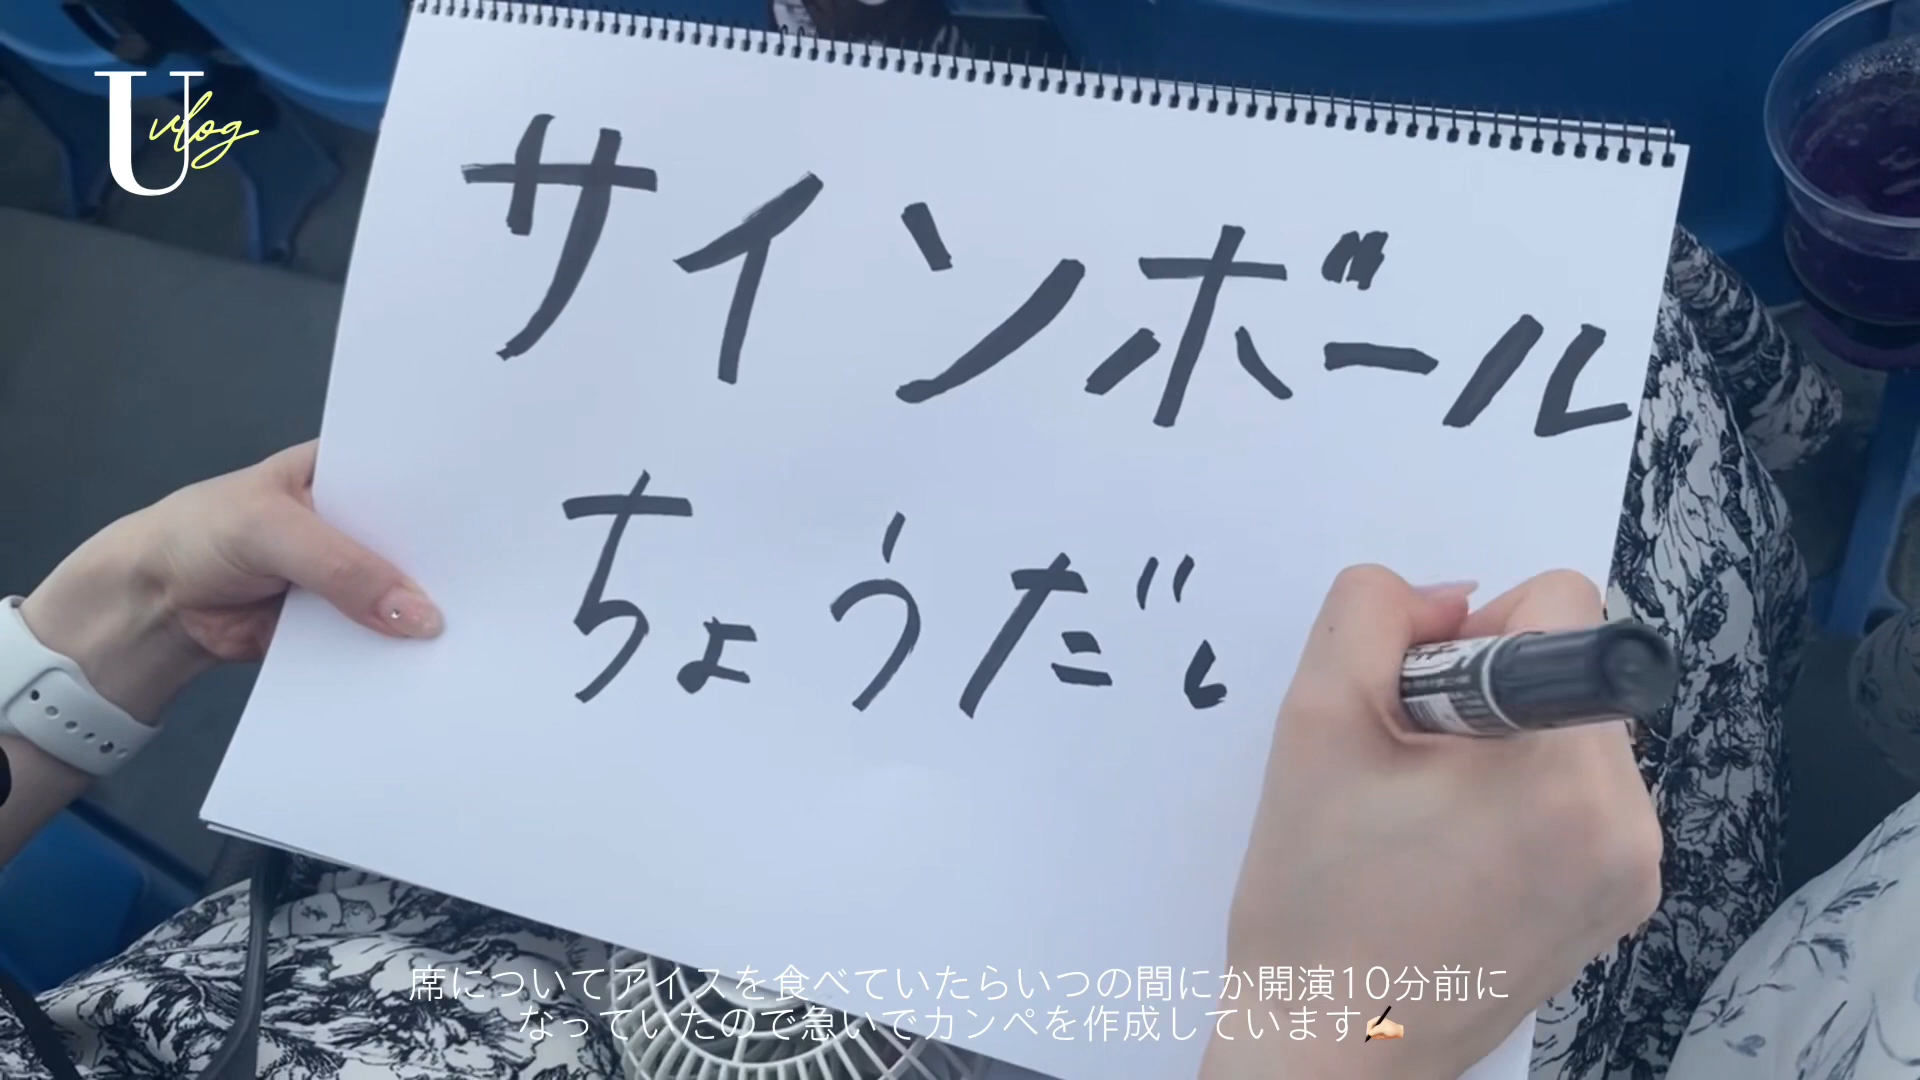 U vlog
サインボール
ちょうだい
席についてアイスを食べていたらいつの間にか開演10分前に
なっていたので急いでカンペを作成しています✍🏻